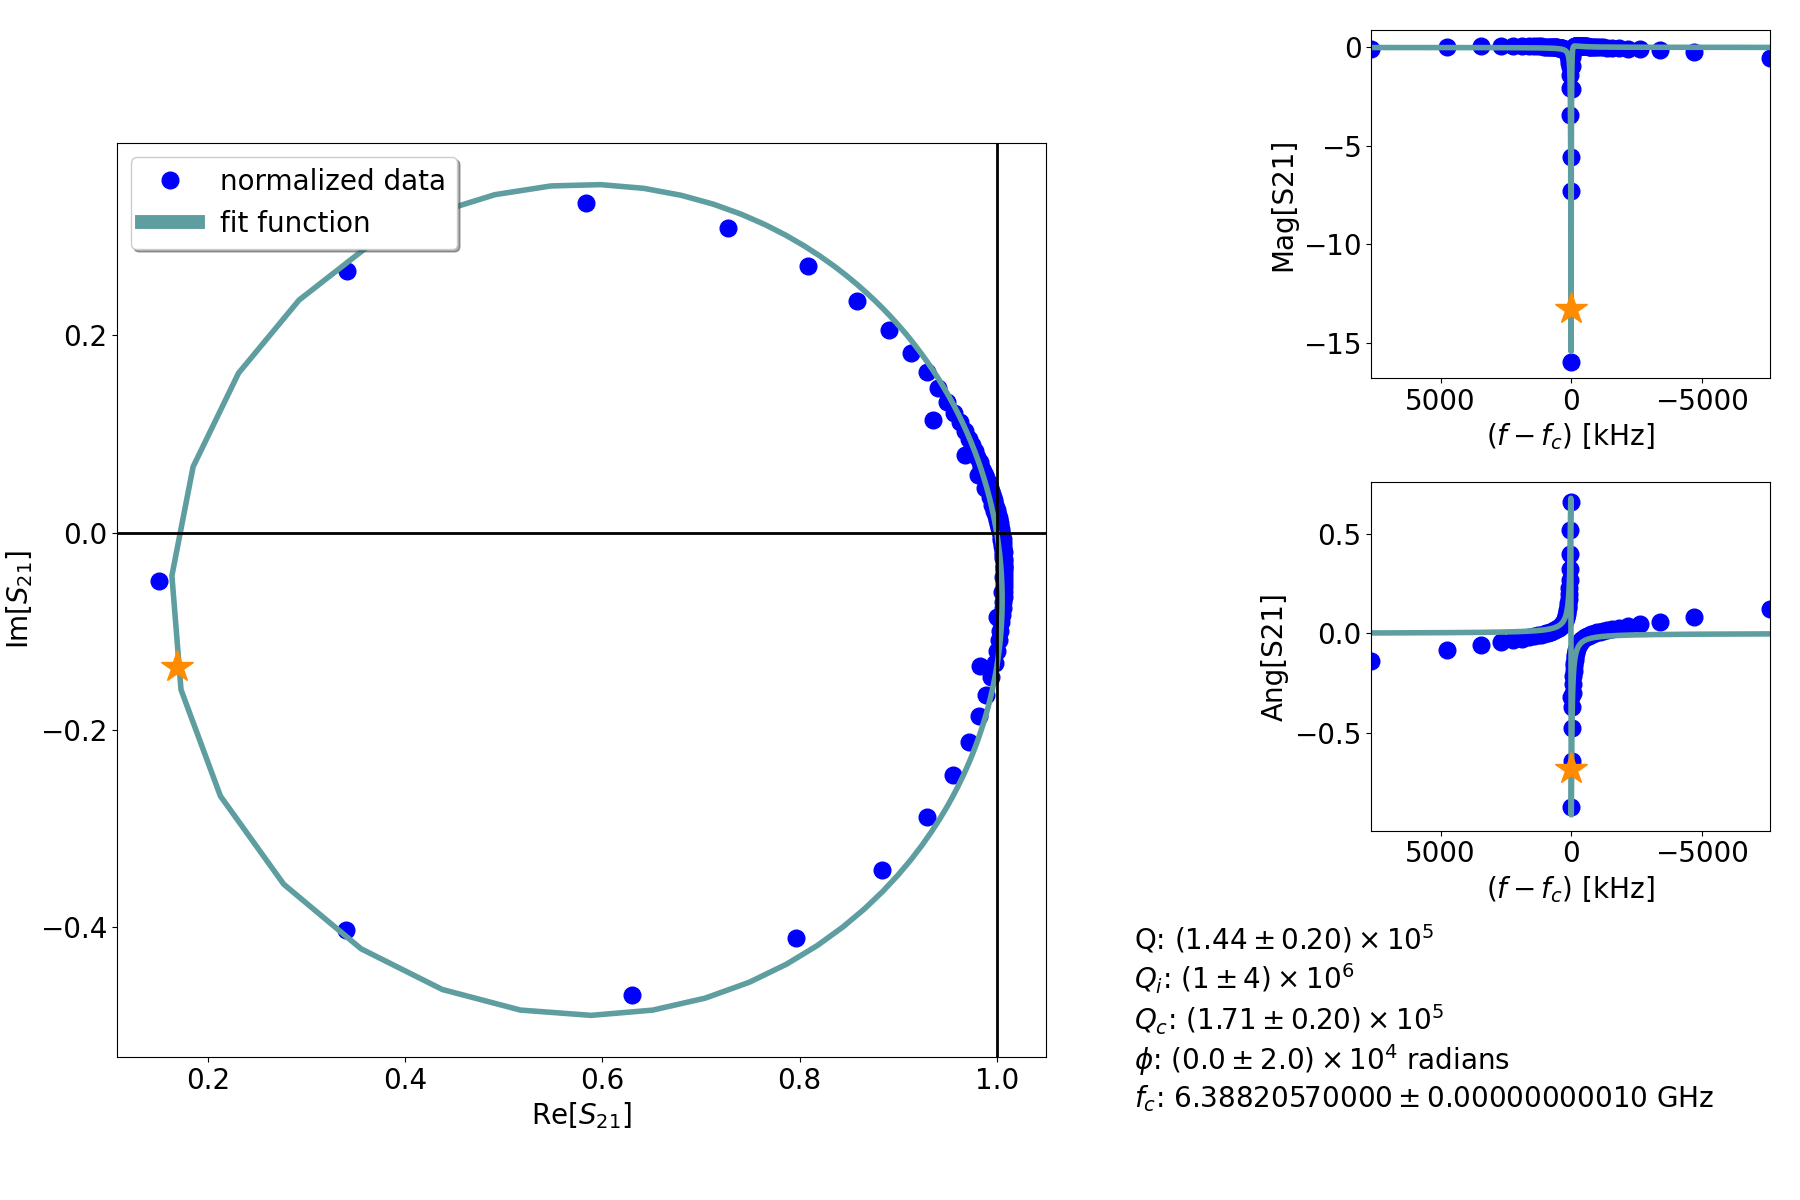 normalized data
fit function
0.2
0.0
−0.2
−0.4
Im[S21]
0.2
0.4
0.6
0.8
1.0
Re[S21]
0
−5
−10
−15
Mag[S21]
5000
0
−5000
(f − fc) [kHz]
0.5
0.0
−0.5
Ang[S21]
5000
0
−5000
(f − fc) [kHz]
Q: (1.44 ± 0.20) × 10^5
Qi: (1 ± 4) × 10^6
Qc: (1.71 ± 0.20) × 10^5
ϕ: (0.0 ± 2.0) × 10^4 radians
fc: 6.38820570000 ± 0.00000000010 GHz